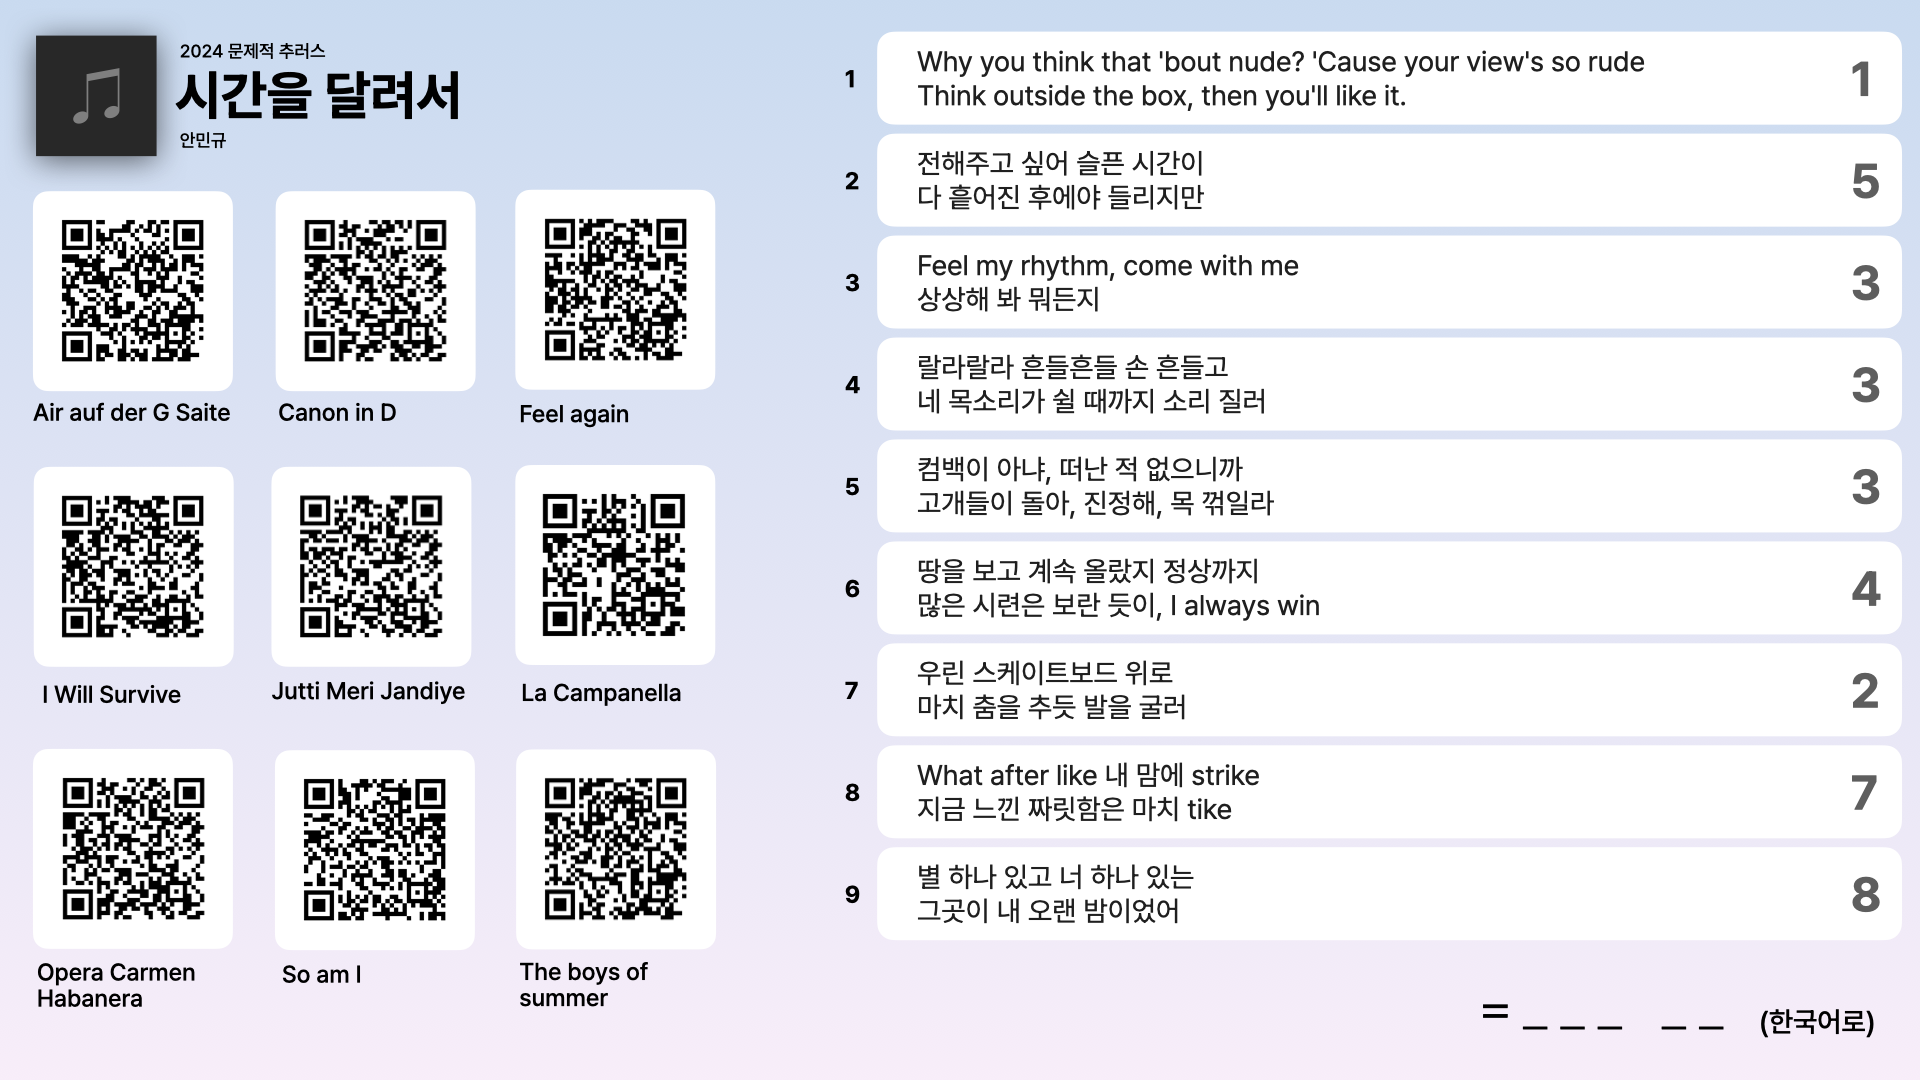 2024 문제적 추러스
시간을 달려서
안민규
Air auf der G Saite
Canon in D
Feel again
I Will Survive
Jutti Meri Jandiye
La Campanella
Opera Carmen
Habanera
So am I
The boys of
summer
1
Why you think that 'bout nude? 'Cause your view's so rude
Think outside the box, then you'll like it.
1
2
전해주고 싶어 슬픈 시간이
다 흩어진 후에야 들리지만
5
3
Feel my rhythm, come with me
상상해 봐 뭐든지
3
4
랄라랄라 흔들흔들 손 흔들고
네 목소리가 쉴 때까지 소리 질러
3
5
컴백이 아냐, 떠난 적 없으니까
고개들이 돌아, 진정해, 목 꺾일라
3
6
땅을 보고 계속 올랐지 정상까지
많은 시련은 보란 듯이, I always win
4
7
우린 스케이트보드 위로
마치 춤을 추듯 발을 굴러
2
8
What after like 내 맘에 strike
지금 느낀 짜릿함은 마치 tike
7
9
별 하나 있고 너 하나 있는
그곳이 내 오랜 밤이었어
8
= _ _ _ _ _ (한국어로)